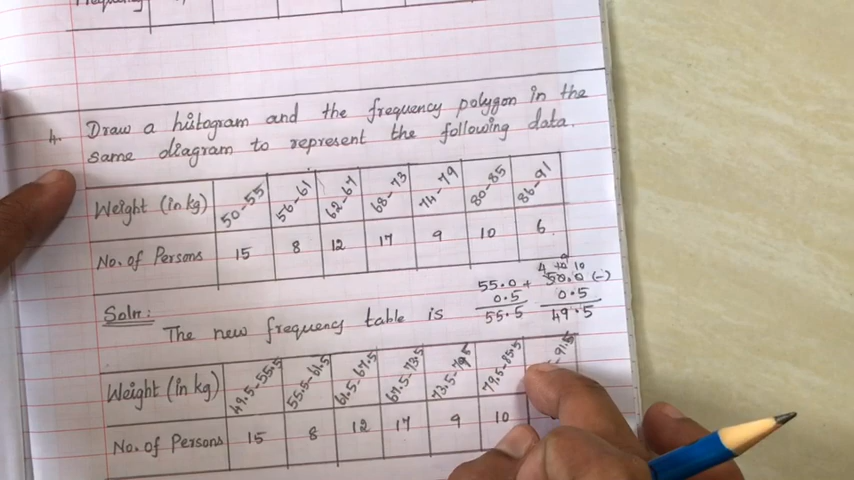 4. Draw a histogram and the frequency polygon in the
same diagram to represent the following data.
Weight (in kg) 50-55 56-61 62-67 68-73 74-79 80-85 86-91
No. of Persons 15 8 12 17 9 10 6
Soln:
The new frequency table is
55.0 +
0.5
55.5
4 10
50.0 (-)
0.5
49.5
Weight (in kg) 49.5-55.5 55.5-61.5 61.5-67.5 67.5-73.5 73.5-79.5 79.5-85.5 -91.5
No. of Persons 15 8 12 17 9 10